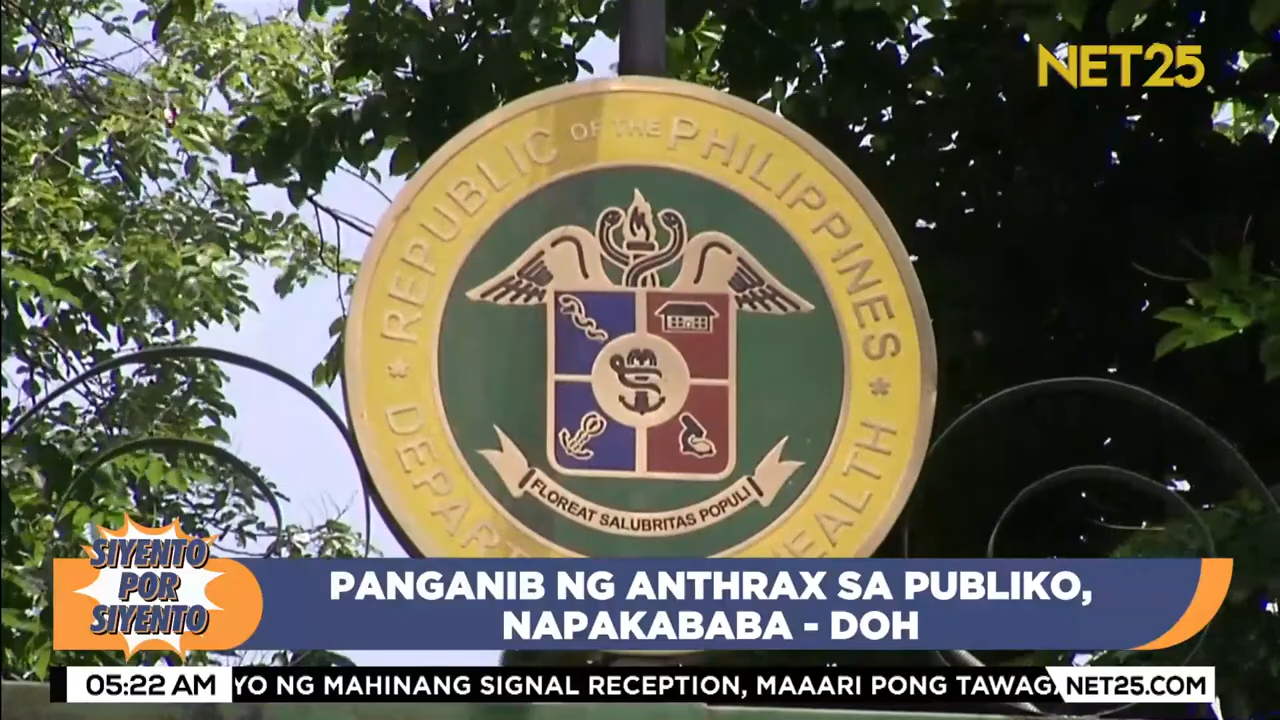 NET25
REPUBLIC OF THE PHILIPPINES
FLOREAT SALUBRITAS POPULI
SIYENTO
POR
SIYENTO
PANGANIB NG ANTHRAX SA PUBLIKO,
NAPAKABABA - DOH
05:22 AM
NG MAHINANG SIGNAL RECEPTION, MAAARI PONG
NET25.COM